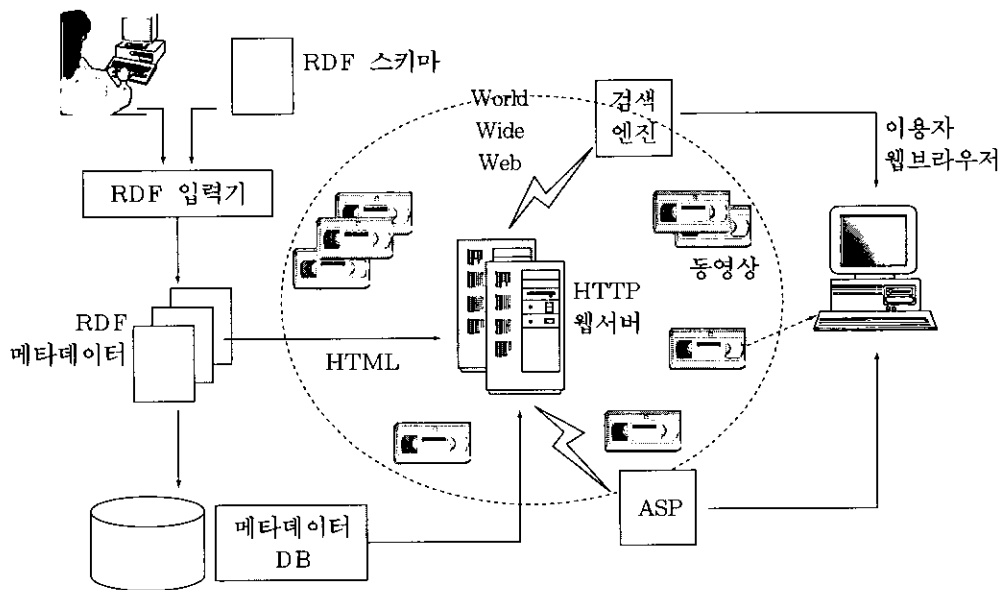 RDF 스키마
World
Wide
Web
검색
엔진
이용자
웹브라우저
RDF 입력기
동영상
HTTP
웹서버
RDF
메타데이터
HTML
메타데이터
DB
ASP